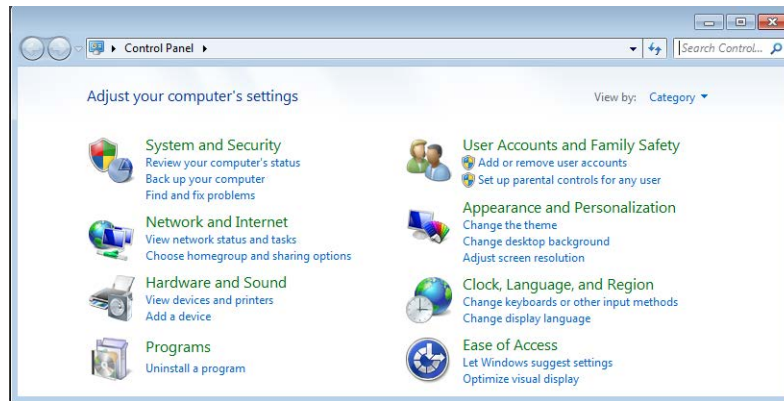 Control Panel
Search Control...
Adjust your computer's settings
View by: Category
System and Security
Review your computer's status
Back up your computer
Find and fix problems
Network and Internet
View network status and tasks
Choose homegroup and sharing options
Hardware and Sound
View devices and printers
Add a device
Programs
Uninstall a program
User Accounts and Family Safety
Add or remove user accounts
Set up parental controls for any user
Appearance and Personalization
Change the theme
Change desktop background
Adjust screen resolution
Clock, Language, and Region
Change keyboards or other input methods
Change display language
Ease of Access
Let Windows suggest settings
Optimize visual display